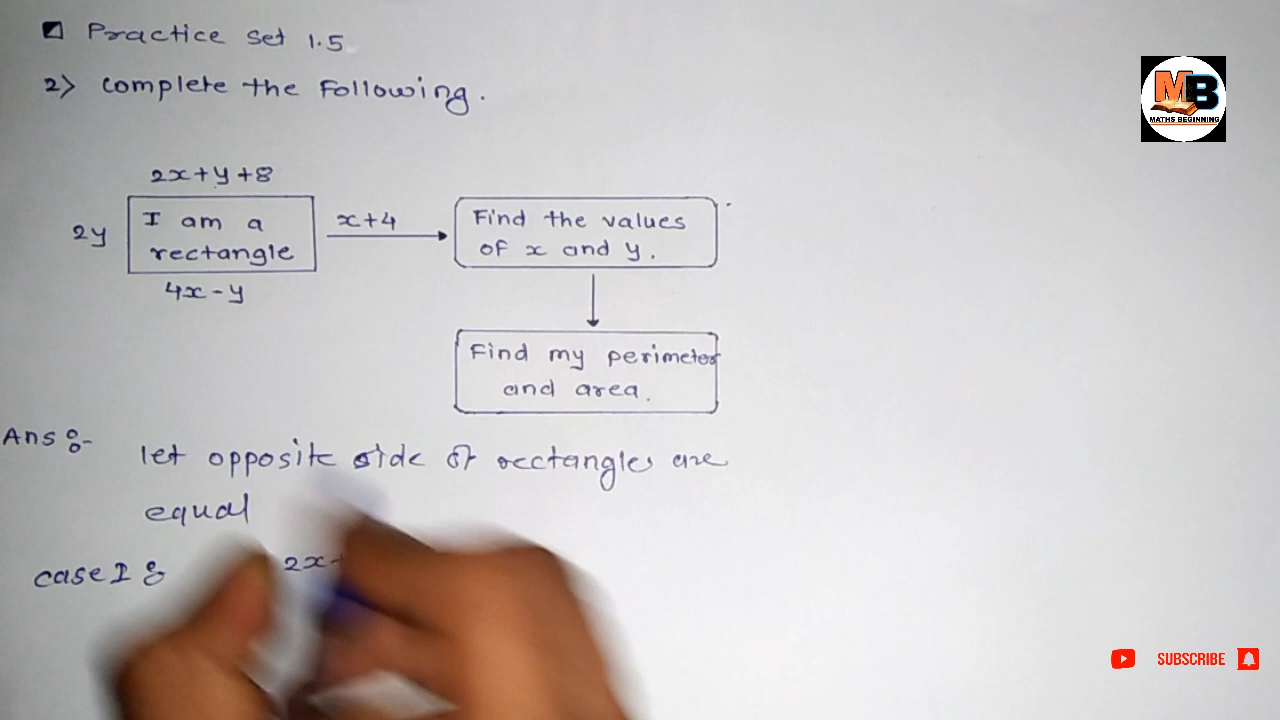 Practice set 1.5
2) Complete the Following.
2x+y+8
2y
I am a
rectangle
4x-y
x+4
Find the values
of x and y.
Find my perimeter
and area.
Ans :-
let opposite side of rectangles are
equal
case I :
2x+
MB
MATHS BEGINNING
SUBSCRIBE